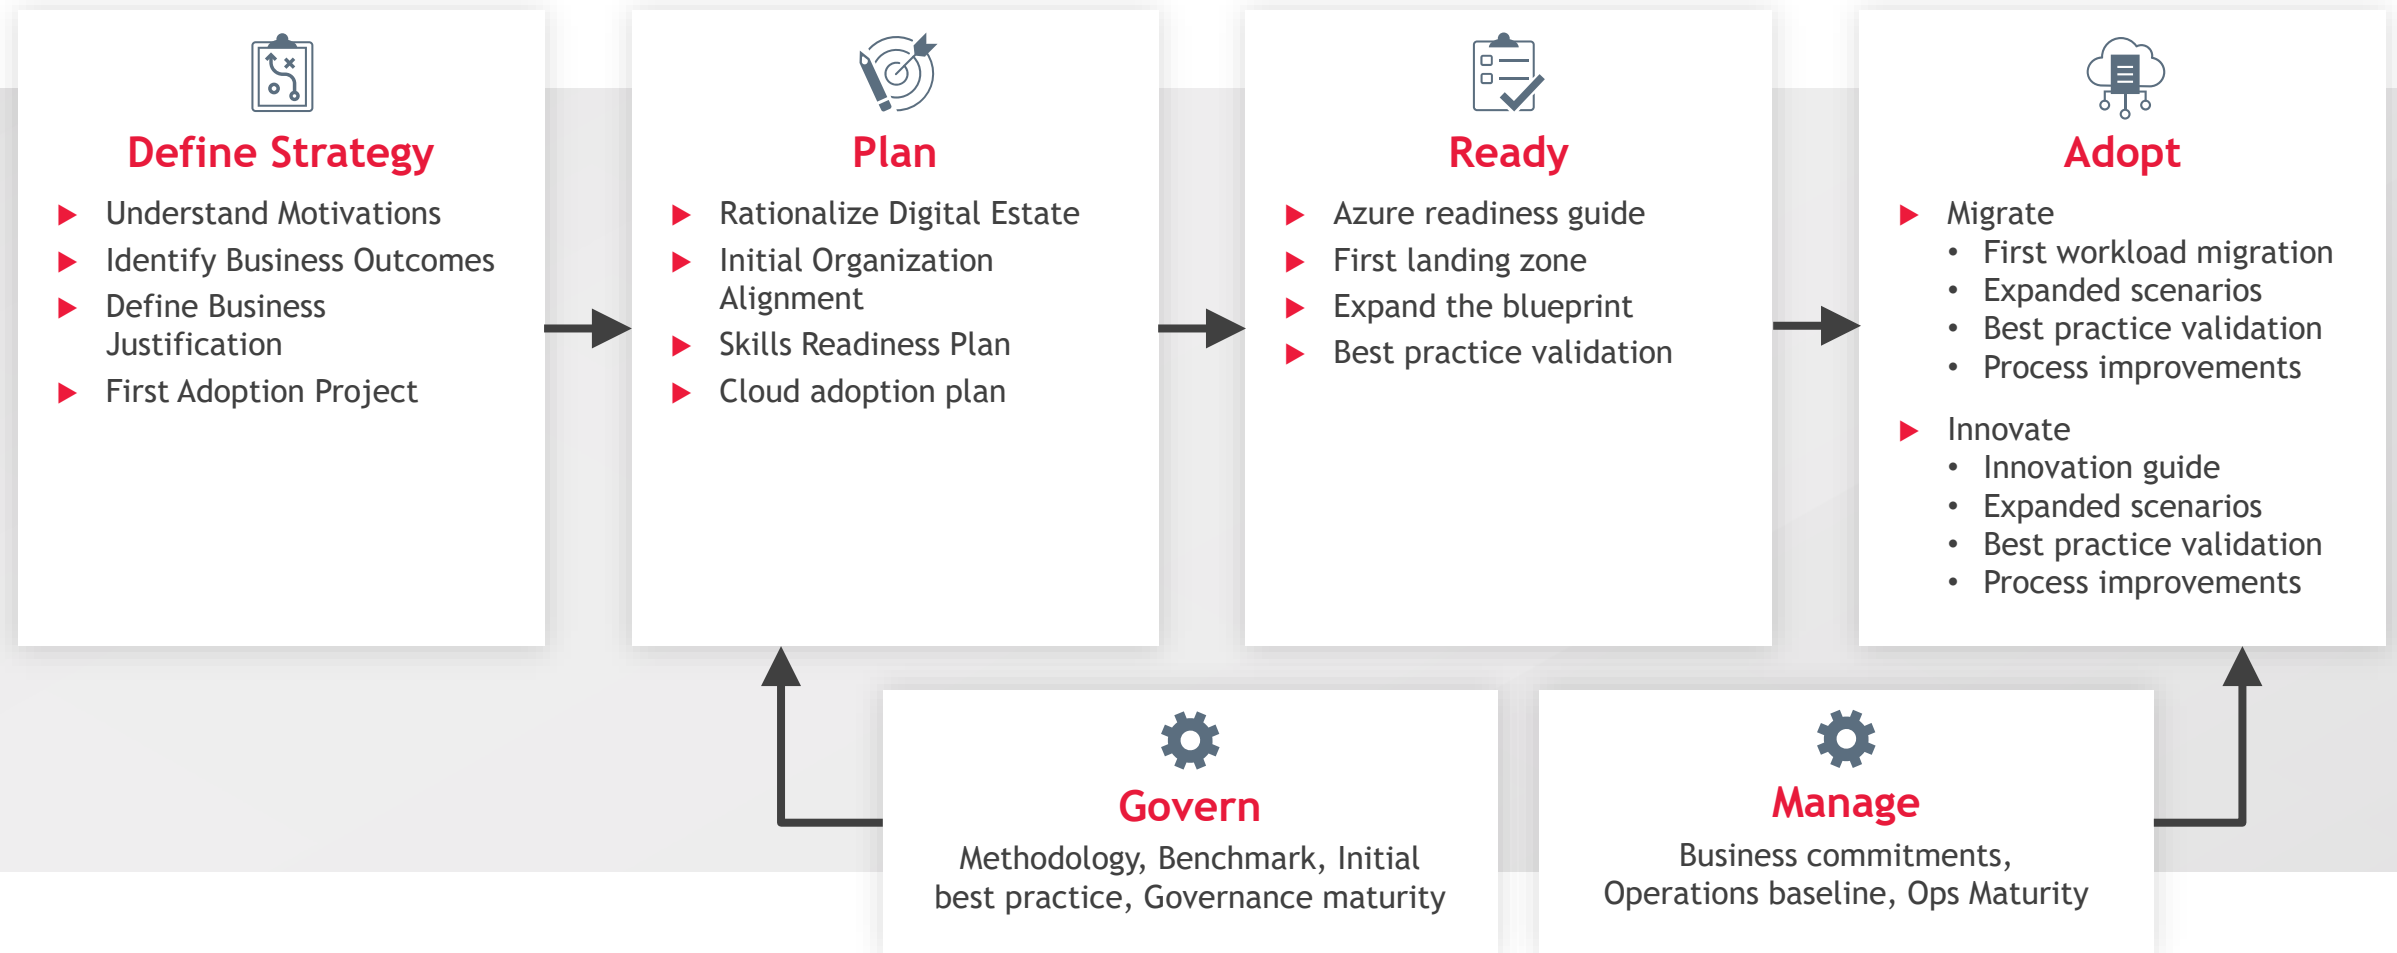 Define Strategy
Understand Motivations
Identify Business Outcomes
Define Business
Justification
First Adoption Project
Plan
Rationalize Digital Estate
Initial Organization
Alignment
Skills Readiness Plan
Cloud adoption plan
Ready
Azure readiness guide
First landing zone
Expand the blueprint
Best practice validation
Adopt
Migrate
First workload migration
Expanded scenarios
Best practice validation
Process improvements
Innovate
Innovation guide
Expanded scenarios
Best practice validation
Process improvements
Govern
Methodology, Benchmark, Initial
best practice, Governance maturity
Manage
Business commitments,
Operations baseline, Ops Maturity